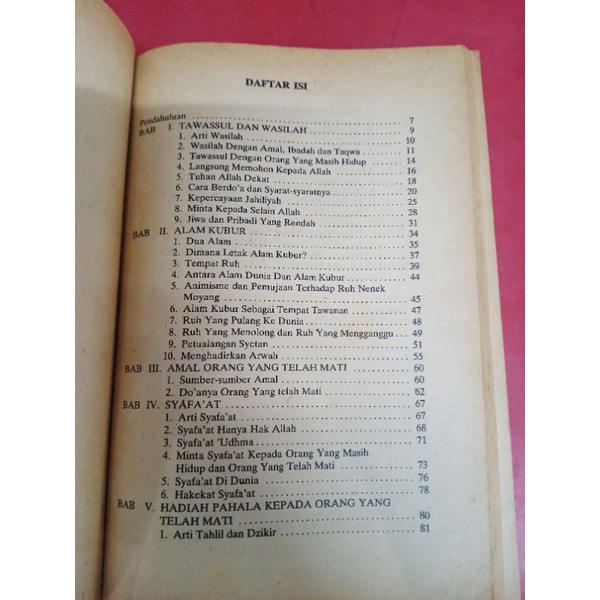 DAFTAR ISI
Pendahuluan ........ 7
BAB I. TAWASSUL DAN WASILAH ........ 9
1. Arti Wasilah ........ 10
2. Wasilah Dengan Amal, Ibadah dan Taqwa ........ 11
3. Tawassul Dengan Orang Yang Masih Hidup ........ 14
4. Langsung Memohon Kepada Allah ........ 16
5. Tuhan Allah Dekat ........ 18
6. Cara Berdo'a dan Syarat-syaratnya ........ 20
7. Kepercayaan Jahiliyah ........ 25
8. Minta Kepada Selain Allah ........ 28
9. Jiwa dan Pribadi Yang Rendah ........ 31
BAB II. ALAM KUBUR ........ 34
1. Dua Alam ........ 35
2. Dimana Letak Alam Kubur? ........ 37
3. Tempat Ruh ........ 39
4. Antara Alam Dunia Dan Alam Kubur ........ 44
5. Animisme dan Pemujaan Terhadap Ruh Nenek
Moyang ........ 45
6. Alam Kubur Sebagai Tempat Tawanan ........ 47
7. Ruh Yang Pulang Ke Dunia ........ 48
8. Ruh Yang Menolong dan Ruh Yang Mengganggu ... 49
9. Petualangan Syetan ........ 51
10. Menghadirkan Arwah ........ 55
BAB III. AMAL ORANG YANG TELAH MATI ........ 60
1. Sumber-sumber Amal ........ 60
2. Do'anya Orang Yang telah Mati ........ 62
BAB IV. SYAFA'AT ........ 67
1. Arti Syafa'at ........ 67
2. Syafa'at Hanya Hak Allah ........ 68
3. Syafa'at 'Udhma ........ 71
4. Minta Syafa'at Kepada Orang Yang Masih
Hidup dan Orang Yang Telah Mati ........ 73
5. Syafa'at Di Dunia ........ 76
6. Hakekat Syafa'at ........ 78
BAB V. HADIAH PAHALA KEPADA ORANG YANG
TELAH MATI ........ 80
1. Arti Tahlil dan Dzikir ........ 81